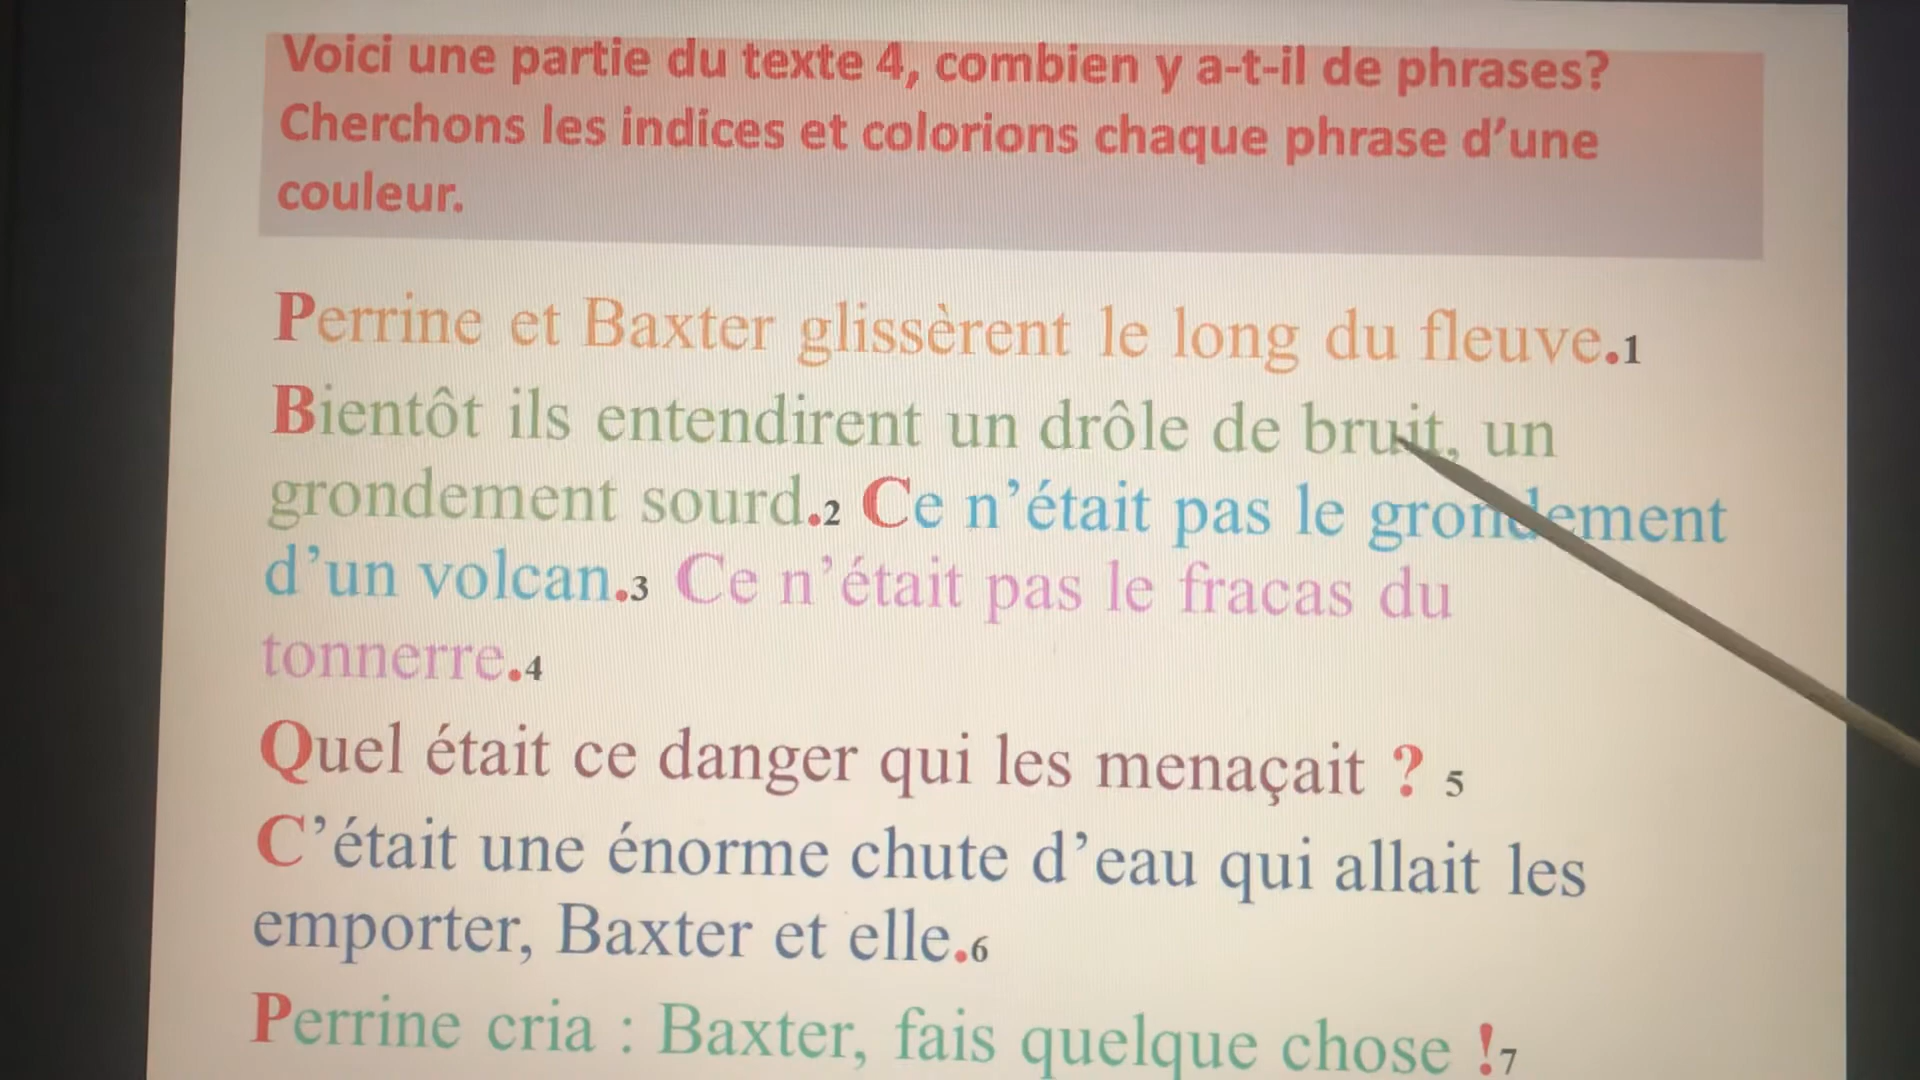 Voici une partie du texte 4, combien y a-t-il de phrases?
Cherchons les indices et colorions chaque phrase d’une
couleur.
Perrine et Baxter glissèrent le long du fleuve.1
Bientôt ils entendirent un drôle de bruit, un
grondement sourd.2 Ce n’était pas le grondement
d’un volcan.3 Ce n’était pas le fracas du
tonnerre.4
Quel était ce danger qui les menaçait ? 5
C’était une énorme chute d’eau qui allait les
emporter, Baxter et elle.6
Perrine cria : Baxter, fais quelque chose !7